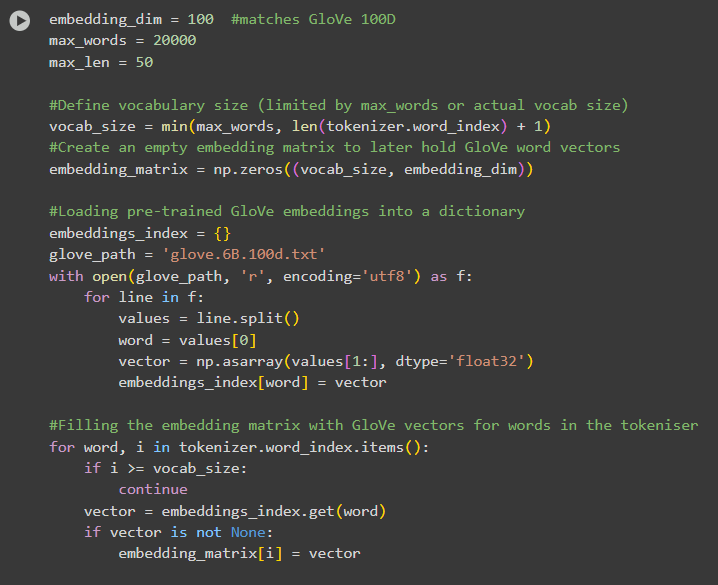 embedding_dim = 100  #matches GloVe 100D
max_words = 20000
max_len = 50

#Define vocabulary size (limited by max_words or actual vocab size)
vocab_size = min(max_words, len(tokenizer.word_index) + 1)
#Create an empty embedding matrix to later hold GloVe word vectors
embedding_matrix = np.zeros((vocab_size, embedding_dim))

#Loading pre-trained GloVe embeddings into a dictionary
embeddings_index = {}
glove_path = 'glove.6B.100d.txt'
with open(glove_path, 'r', encoding='utf8') as f:
    for line in f:
        values = line.split()
        word = values[0]
        vector = np.asarray(values[1:], dtype='float32')
        embeddings_index[word] = vector

#Filling the embedding matrix with GloVe vectors for words in the tokeniser
for word, i in tokenizer.word_index.items():
    if i >= vocab_size:
        continue
    vector = embeddings_index.get(word)
    if vector is not None:
        embedding_matrix[i] = vector